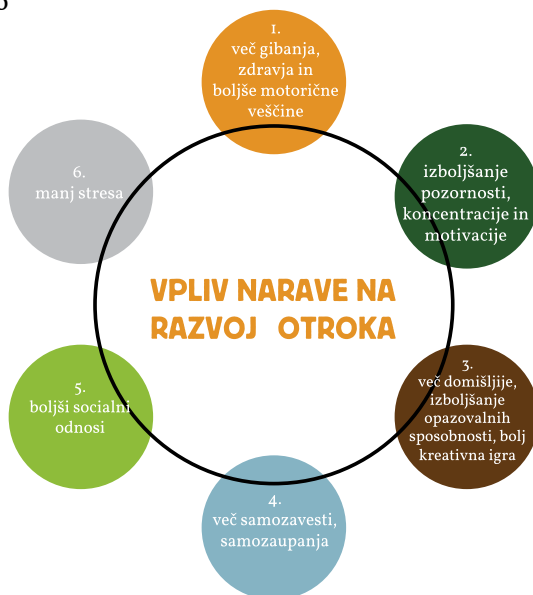 1.
več gibanja,
zdravja in
boljše motorične
veščine
2.
izboljšanje
pozornosti,
koncentracije in
motivacije
3.
več domišljije,
izboljšanje
opazovalnih
sposobnosti, bolj
kreativna igra
4.
več samozavesti,
samozaupanja
5.
boljši socialni
odnosi
6.
manj stresa
VPLIV NARAVE NA
RAZVOJ OTROKA